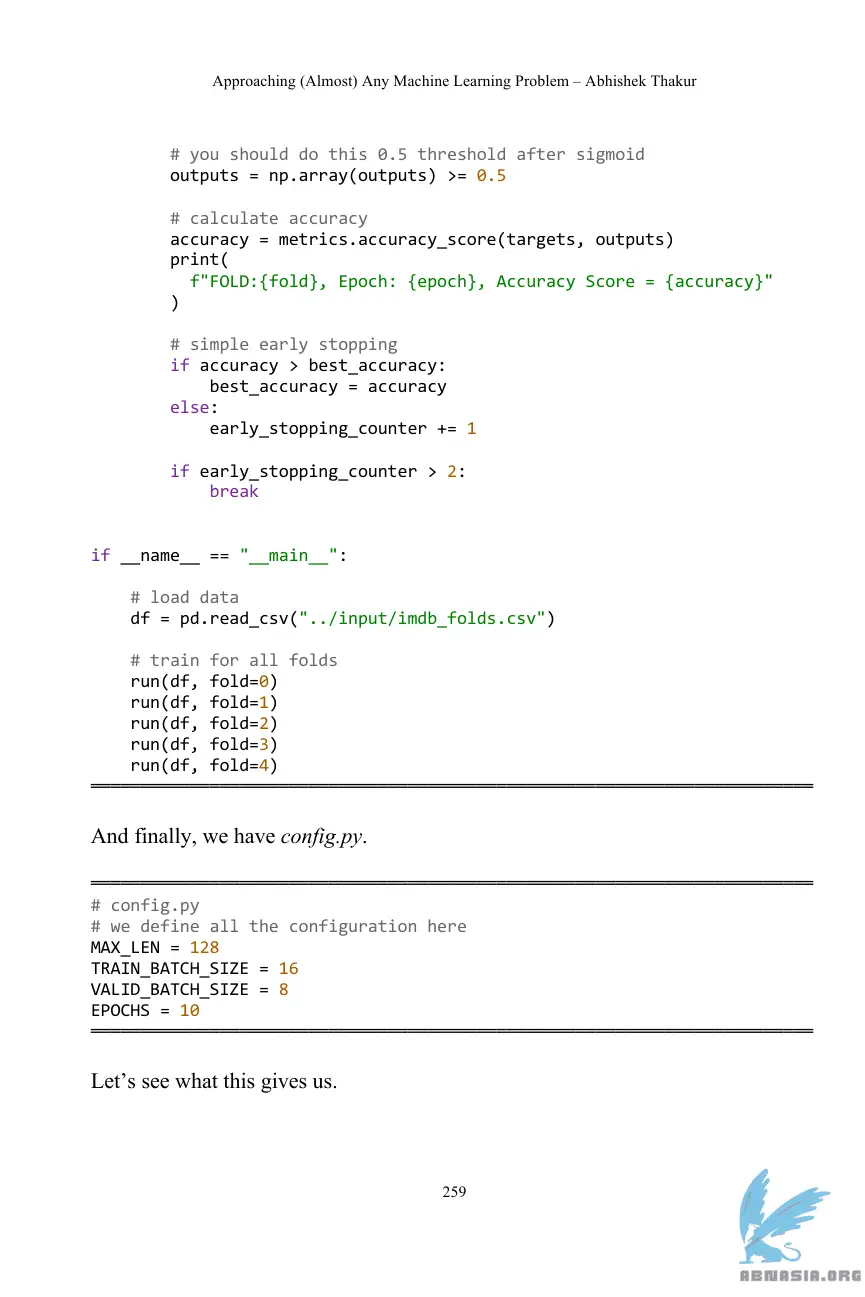 Approaching (Almost) Any Machine Learning Problem – Abhishek Thakur
        # you should do this 0.5 threshold after sigmoid
        outputs = np.array(outputs) >= 0.5
        # calculate accuracy
        accuracy = metrics.accuracy_score(targets, outputs)
        print(
          f"FOLD:{fold}, Epoch: {epoch}, Accuracy Score = {accuracy}"
        )
        # simple early stopping
        if accuracy > best_accuracy:
            best_accuracy = accuracy
        else:
            early_stopping_counter += 1
        if early_stopping_counter > 2:
            break
if __name__ == "__main__":
    # load data
    df = pd.read_csv("../input/imdb_folds.csv")
    # train for all folds
    run(df, fold=0)
    run(df, fold=1)
    run(df, fold=2)
    run(df, fold=3)
    run(df, fold=4)
And finally, we have config.py.
# config.py
# we define all the configuration here
MAX_LEN = 128
TRAIN_BATCH_SIZE = 16
VALID_BATCH_SIZE = 8
EPOCHS = 10
Let’s see what this gives us.
259
ABNASIA.ORG